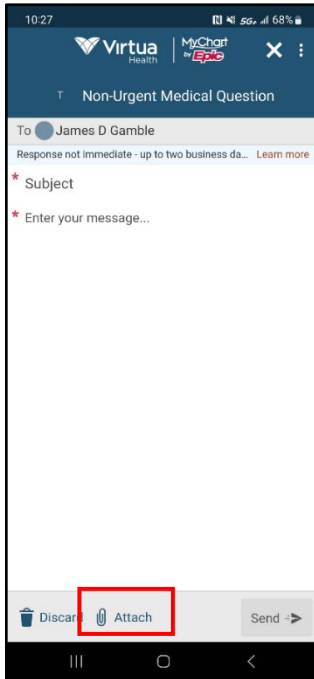 10:27 5G+ 68%
Virtua Health MyChart by Epic
T Non-Urgent Medical Question
To James D Gamble
Response not immediate - up to two business da... Learn more
* Subject
* Enter your message...
Discard Attach Send